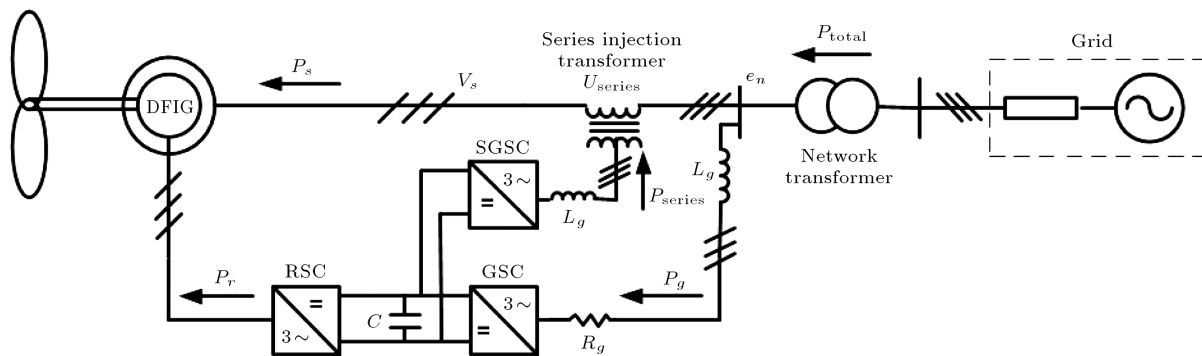 P_total
Grid
Series injection
transformer
U_series
P_s
V_s
e_n
DFIG
SGSC
3~
=
L_g
P_series
L_g
Network
transformer
P_r
RSC
=
3~
C
GSC
3~
=
P_g
R_g